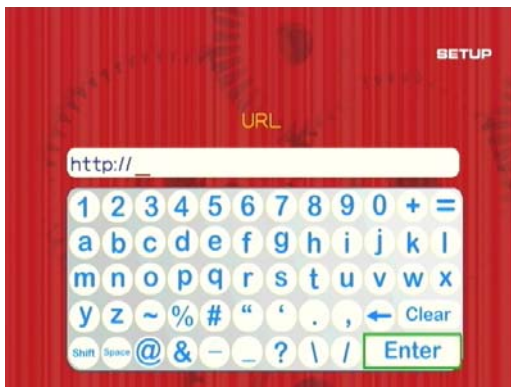 SETUP
URL
http://_
1 2 3 4 5 6 7 8 9 0 + =
a b c d e f g h i j k l
m n o p q r s t u v w x
y z ~ % # “ ‘ . , ← Clear
Shift Space @ & - _ ? \ / Enter